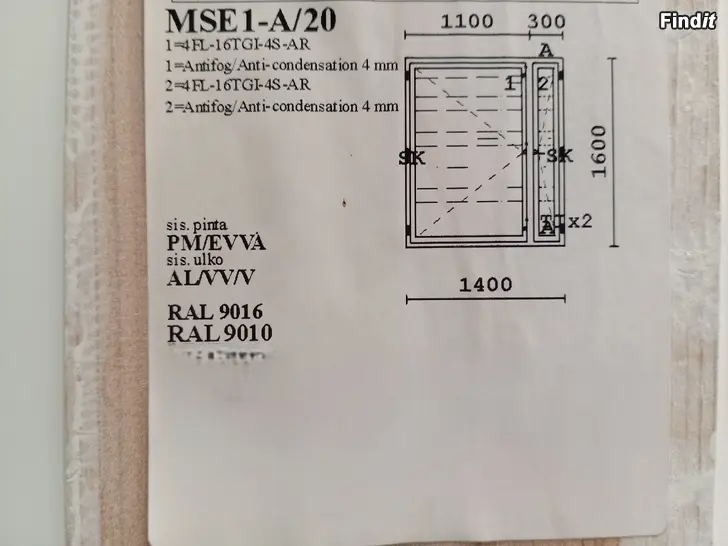 Findit
MSE1-A/20
1=4FL-16TGI-4S-AR
1=Antifog/Anti-condensation 4 mm
2=4FL-16TGI-4S-AR
2=Antifog/Anti-condensation 4 mm
1100 300
A
1 2
SK SK
1600
A
x2
1400
sis. pinta
PM/EVVA
sis. ulko
AL/VV/V
RAL 9016
RAL 9010